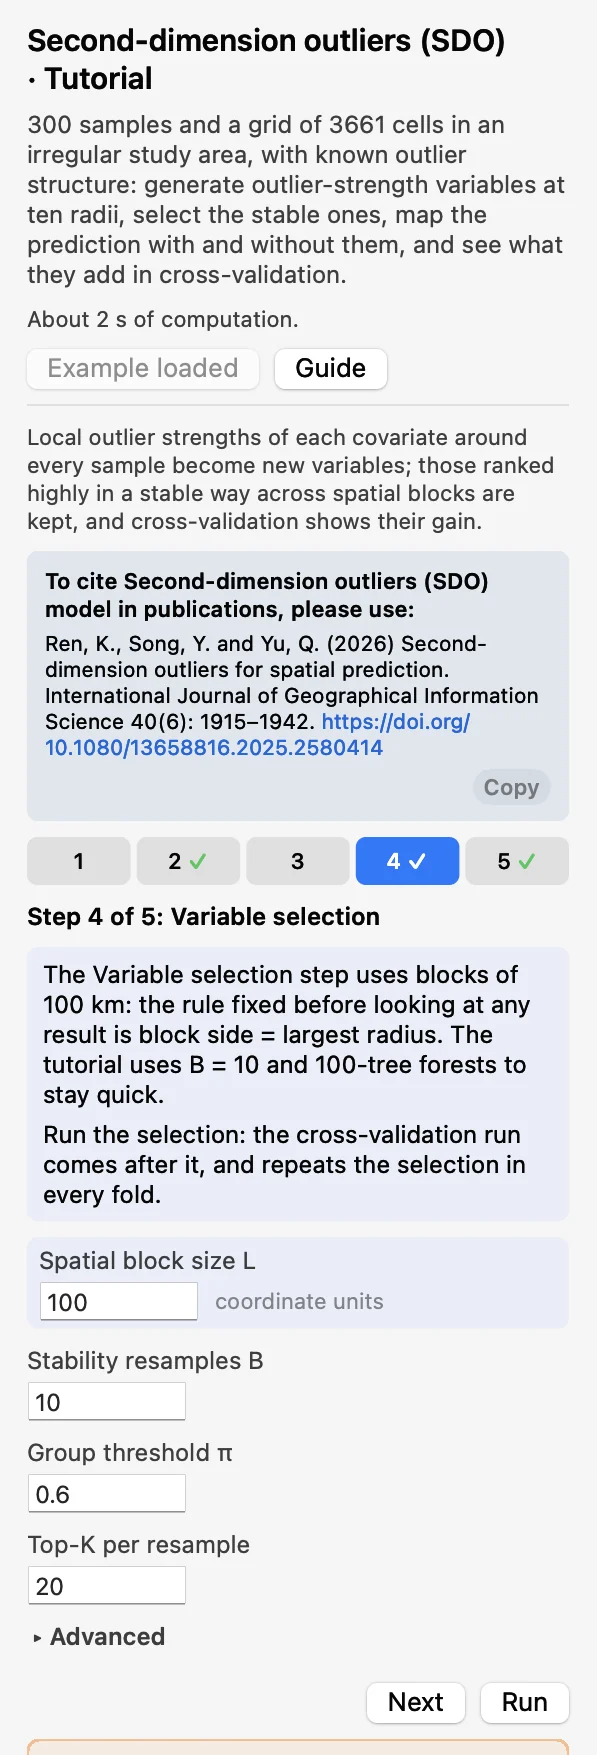 Second-dimension outliers (SDO)
· Tutorial
300 samples and a grid of 3661 cells in an
irregular study area, with known outlier
structure: generate outlier-strength variables at
ten radii, select the stable ones, map the
prediction with and without them, and see what
they add in cross-validation.
About 2 s of computation.
Example loaded Guide
Local outlier strengths of each covariate around
every sample become new variables; those ranked
highly in a stable way across spatial blocks are
kept, and cross-validation shows their gain.
To cite Second-dimension outliers (SDO)
model in publications, please use:
Ren, K., Song, Y. and Yu, Q. (2026) Second-
dimension outliers for spatial prediction.
International Journal of Geographical Information
Science 40(6): 1915–1942. https://doi.org/
10.1080/13658816.2025.2580414
Copy
1 2 ✓ 3 4 ✓ 5 ✓
Step 4 of 5: Variable selection
The Variable selection step uses blocks of
100 km: the rule fixed before looking at any
result is block side = largest radius. The
tutorial uses B = 10 and 100-tree forests to
stay quick.
Run the selection: the cross-validation run
comes after it, and repeats the selection in
every fold.
Spatial block size L
100 coordinate units
Stability resamples B
10
Group threshold π
0.6
Top-K per resample
20
▸ Advanced
Next Run